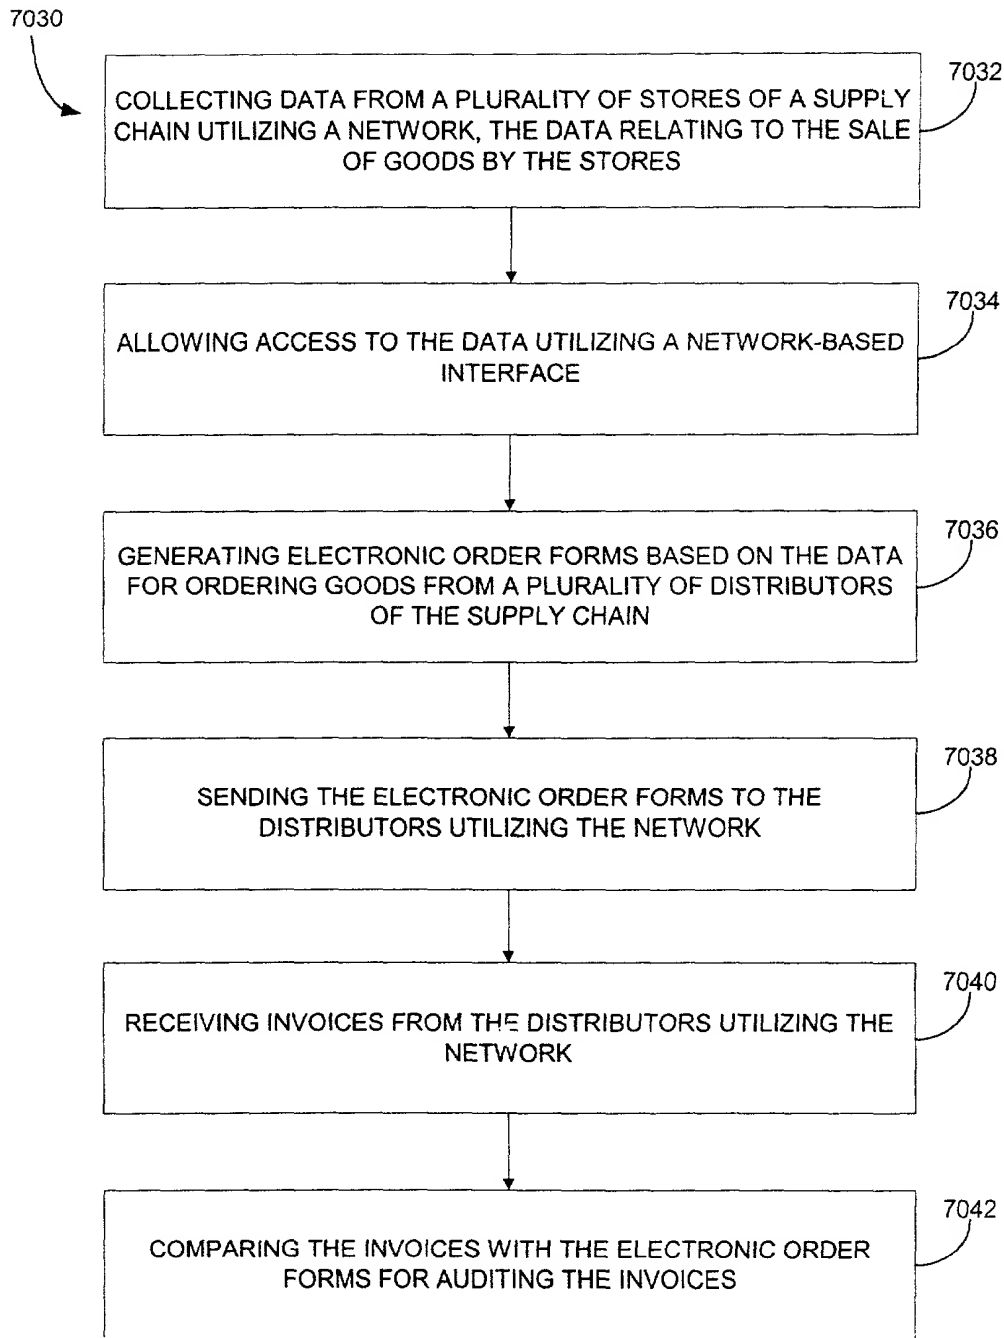 7030
7032
COLLECTING DATA FROM A PLURALITY OF STORES OF A SUPPLY
CHAIN UTILIZING A NETWORK, THE DATA RELATING TO THE SALE
OF GOODS BY THE STORES
7034
ALLOWING ACCESS TO THE DATA UTILIZING A NETWORK-BASED
INTERFACE
7036
GENERATING ELECTRONIC ORDER FORMS BASED ON THE DATA
FOR ORDERING GOODS FROM A PLURALITY OF DISTRIBUTORS
OF THE SUPPLY CHAIN
7038
SENDING THE ELECTRONIC ORDER FORMS TO THE
DISTRIBUTORS UTILIZING THE NETWORK
7040
RECEIVING INVOICES FROM THE DISTRIBUTORS UTILIZING THE
NETWORK
7042
COMPARING THE INVOICES WITH THE ELECTRONIC ORDER
FORMS FOR AUDITING THE INVOICES